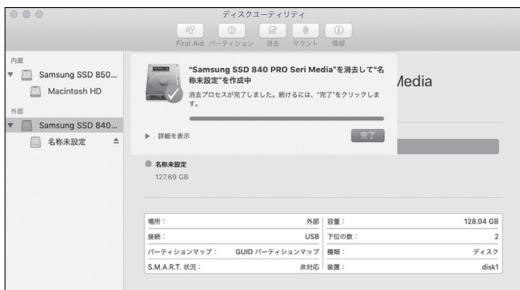 ディスクユーティリティ
First Aid パーティション 消去 マウント 情報
内蔵
Samsung SSD 850...
Macintosh HD
外部
Samsung SSD 840...
名称未設定
"Samsung SSD 840 PRO Seri Media"を消去して"名
称未設定"を作成中
消去プロセスが完了しました。続けるには、"完了"をクリックしま
す。
詳細を表示
完了
Media
名称未設定
127.69 GB
場所： 外部 容量： 128.04 GB
接続： USB 下位の数： 2
パーティションマップ： GUID パーティションマップ 種類： ディスク
S.M.A.R.T. 状況： 非対応 装置： disk1